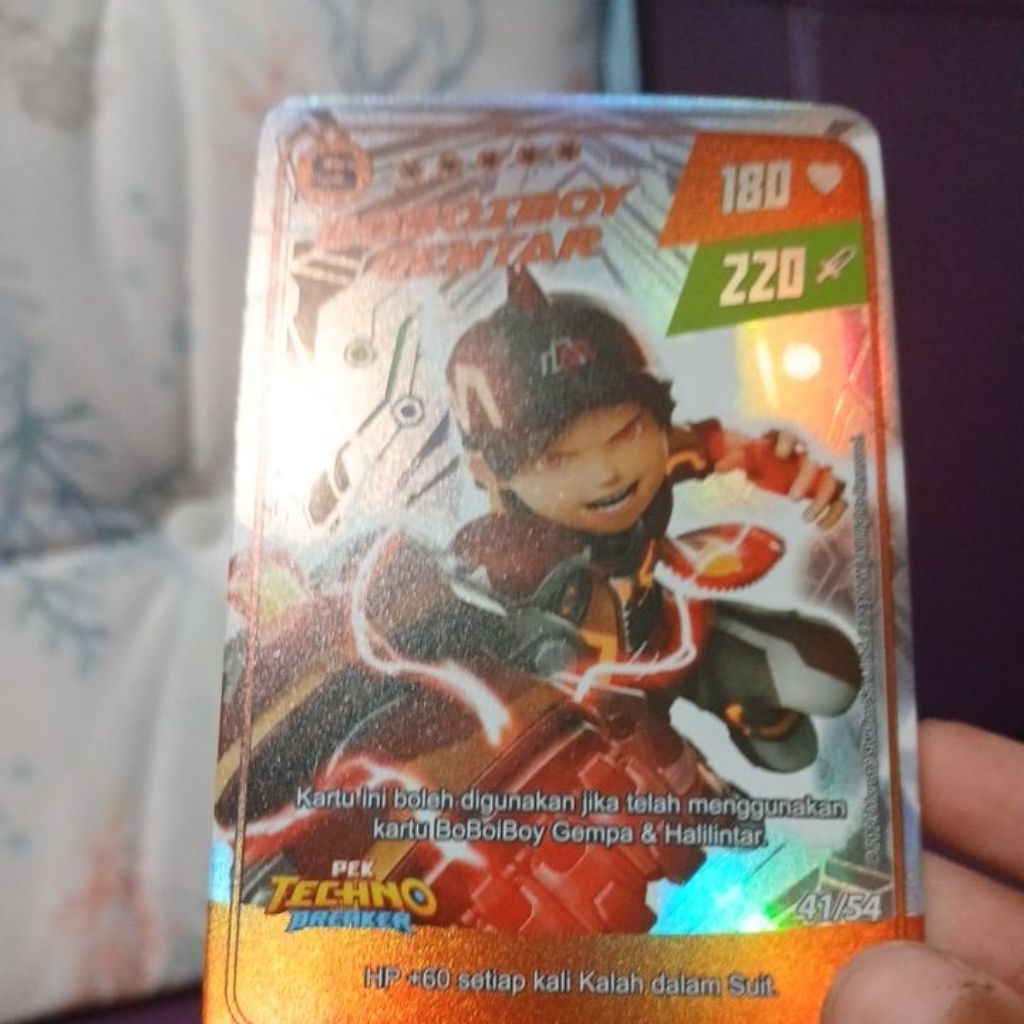 S
BOBOIBOY
GENTAR
180
220
Kartu Ini boleh digunakan jika telah menggunakan
kartu BoBoiBoy Gempa & Halilintar.
PEK
TECHNO
BREAKER
41/54
HP +60 setiap kali Kalah dalam Suit.